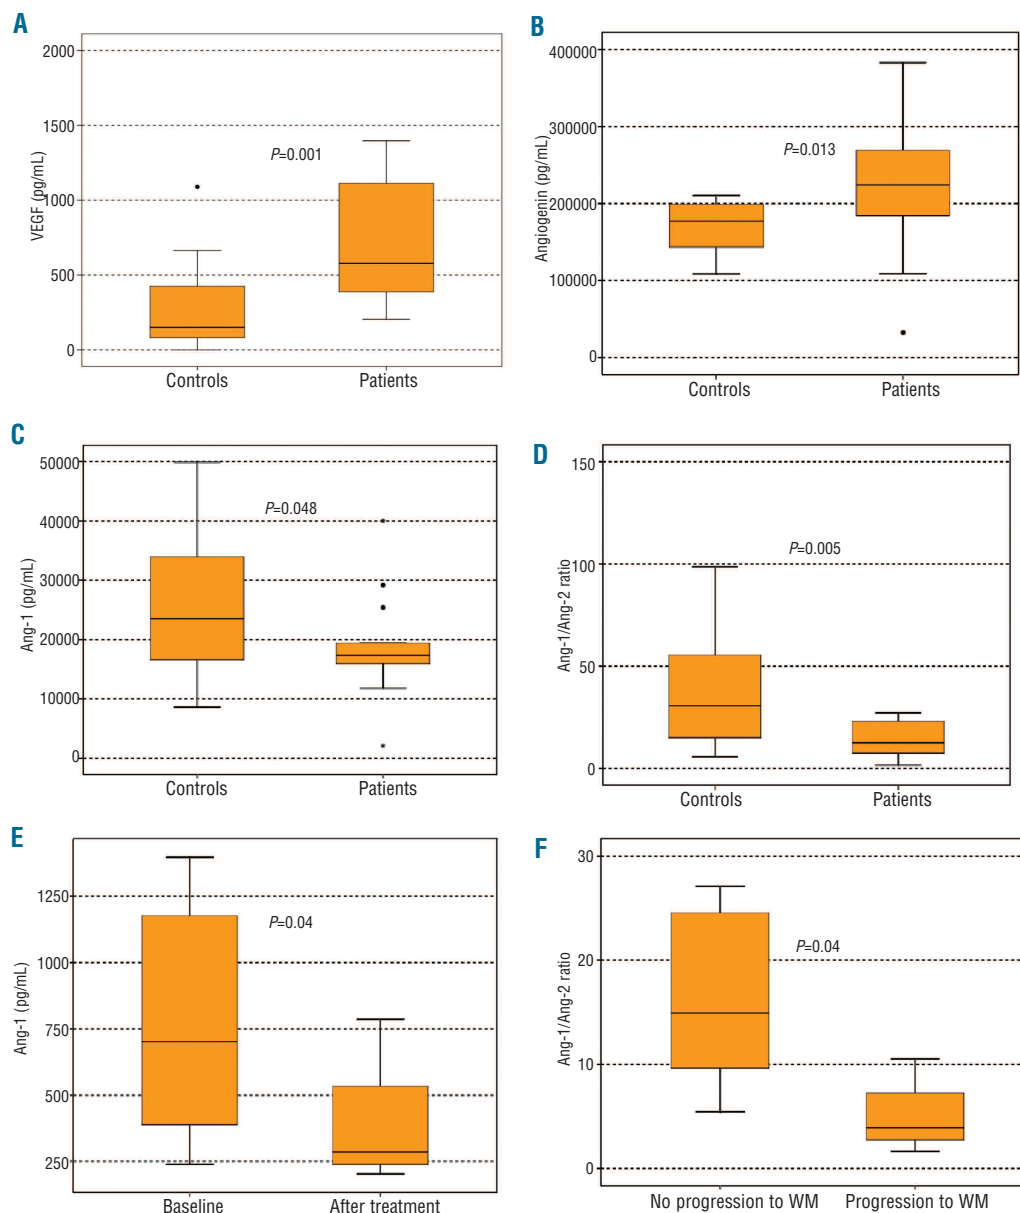 A
VEGF (pg/mL)
2000
1500
1000
500
0
P=0.001
Controls
Patients
B
Angiogenin (pg/mL)
400000
300000
200000
100000
0
P=0.013
Controls
Patients
C
Ang-1 (pg/mL)
50000
40000
30000
20000
10000
0
P=0.048
Controls
Patients
D
Ang-1/Ang-2 ratio
150
100
50
0
P=0.005
Controls
Patients
E
Ang-1 (pg/mL)
1250
1000
750
500
250
P=0.04
Baseline
After treatment
F
Ang-1/Ang-2 ratio
30
20
10
0
P=0.04
No progression to WM
Progression to WM